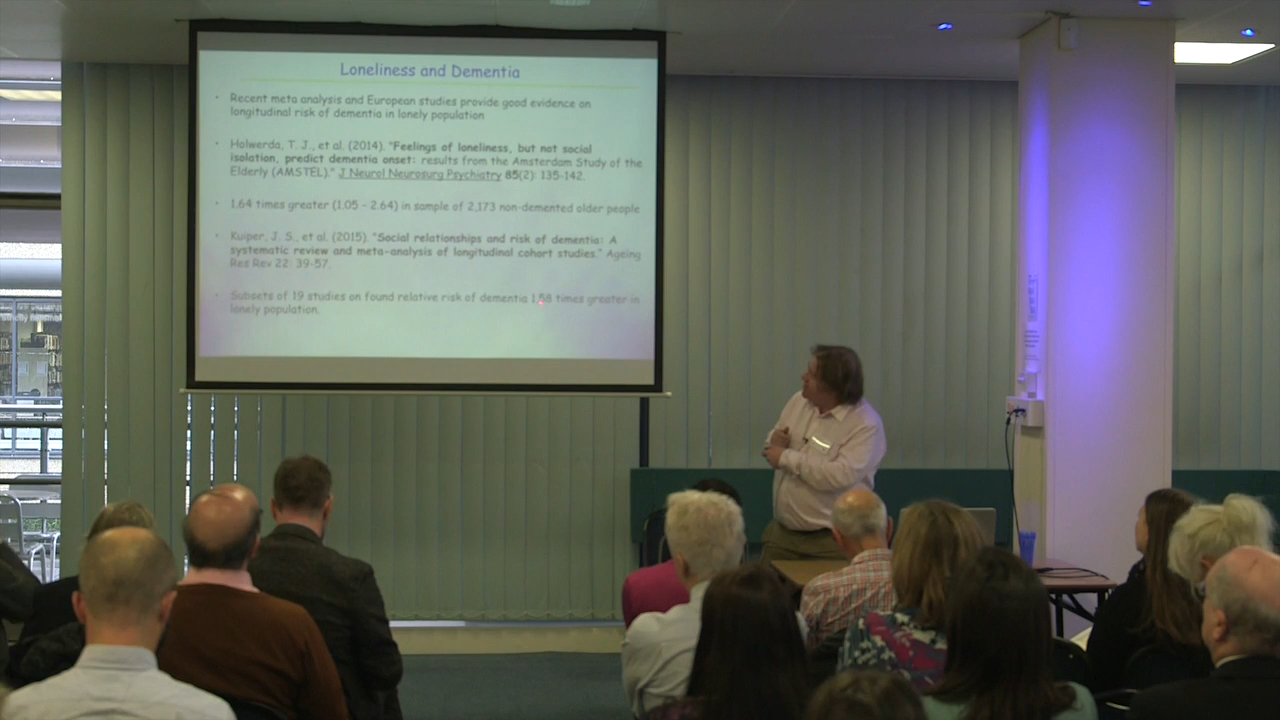 Loneliness and Dementia
• Recent meta analysis and European studies provide good evidence on
longitudinal risk of dementia in lonely population
• Holwerda, T. J., et al. (2014). "Feelings of loneliness, but not social
isolation, predict dementia onset: results from the Amsterdam Study of the
Elderly (AMSTEL)." J Neurol Neurosurg Psychiatry 85(2): 135-142.
• 1.64 times greater (1.05 - 2.64) in sample of 2,173 non-demented older people
• Kuiper, J. S., et al. (2015). "Social relationships and risk of dementia: A
systematic review and meta-analysis of longitudinal cohort studies." Ageing
Res Rev 22: 39-57.
• Subsets of 19 studies on found relative risk of dementia 1.58 times greater in
lonely population.